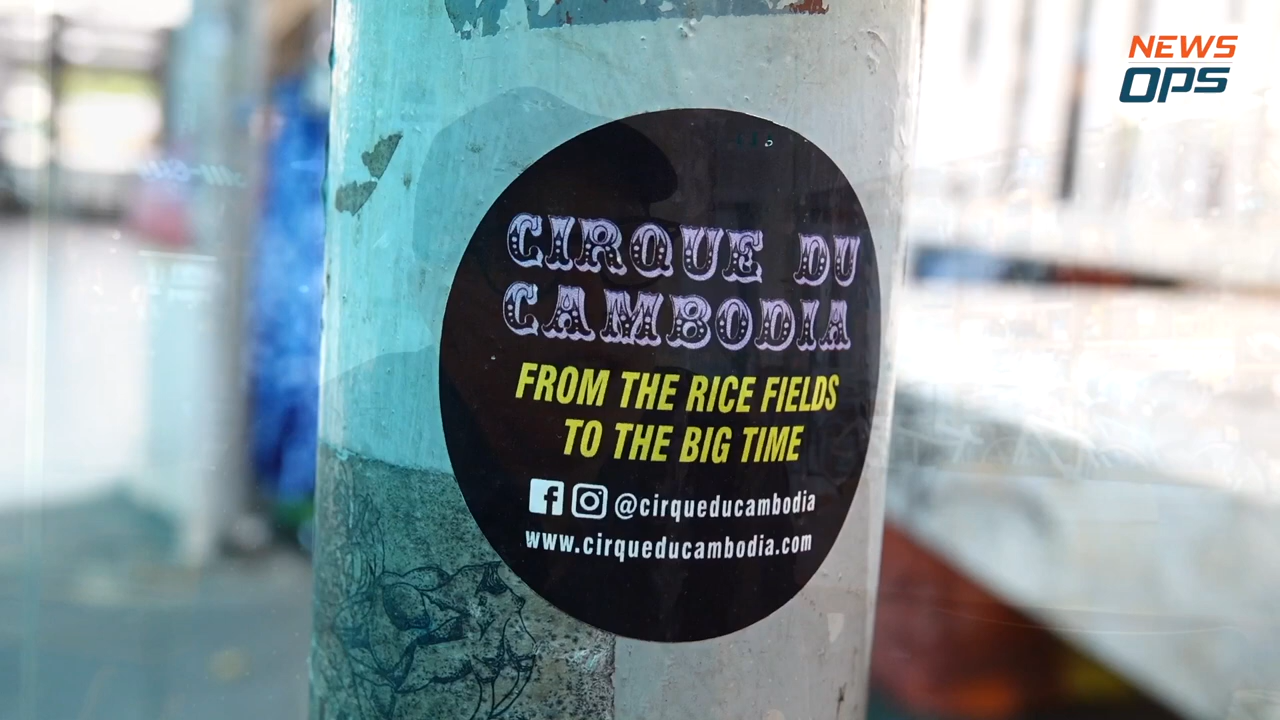 NEWS
OPS
CIRQUE DU
CAMBODIA
FROM THE RICE FIELDS
TO THE BIG TIME
@cirqueducambodia
www.cirqueducambodia.com